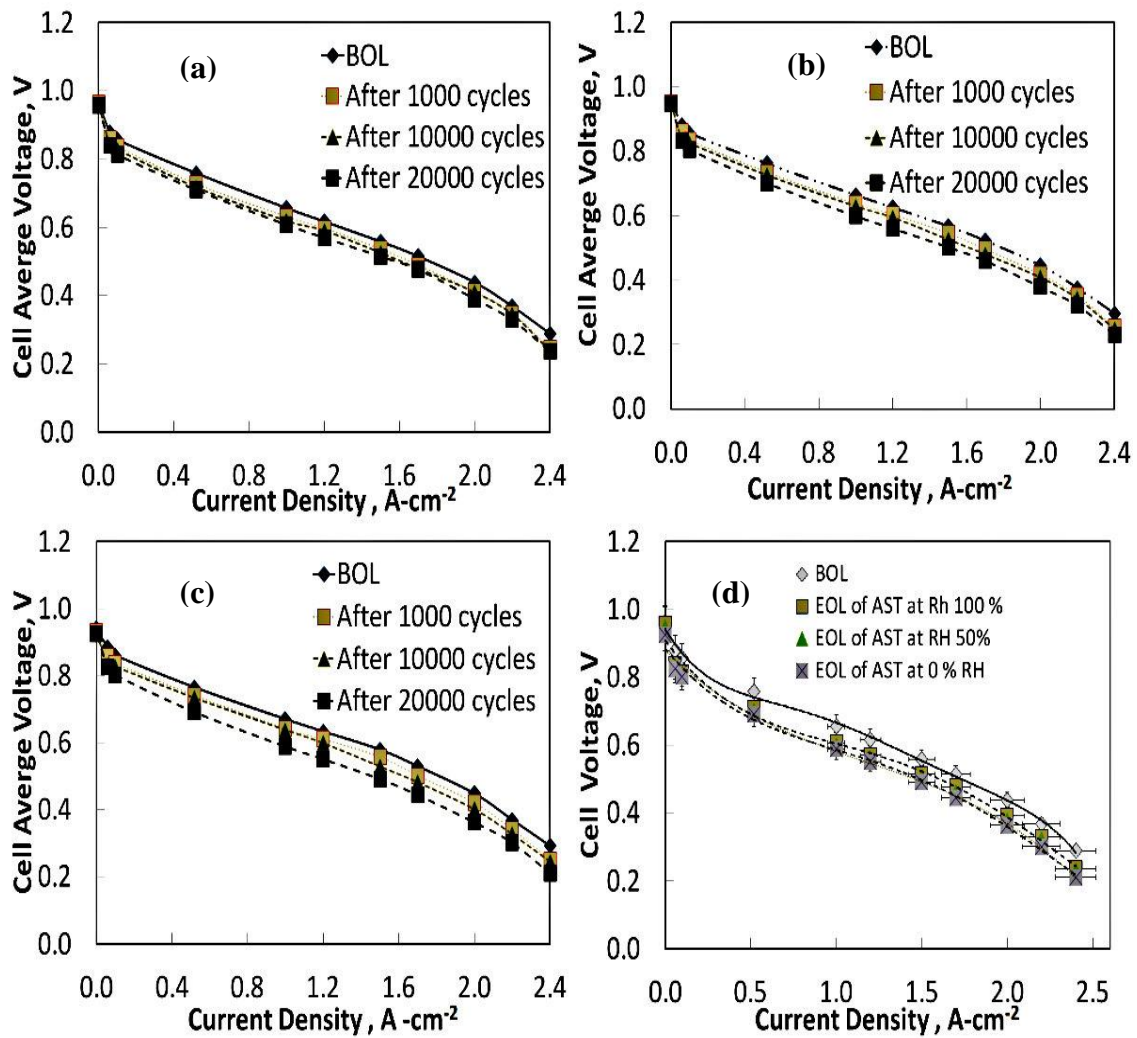 1.2
1.0
0.8
0.6
0.4
0.2
0.0
Cell Averge Voltage, V
(a)
BOL
After 1000 cycles
After 10000 cycles
After 20000 cycles
0.0 0.4 0.8 1.2 1.6 2.0 2.4
Current Density , A-cm-2
1.2
1.0
0.8
0.6
0.4
0.2
0.0
Cell Averge Voltage, V
(b)
BOL
After 1000 cycles
After 10000 cycles
After 20000 cycles
0.0 0.4 0.8 1.2 1.6 2.0 2.4
Current Density , A-cm-2
1.2
1.0
0.8
0.6
0.4
0.2
0.0
Cell Averge Voltage, V
(c)
BOL
After 1000 cycles
After 10000 cycles
After 20000 cycles
0.0 0.4 0.8 1.2 1.6 2.0 2.4
Current Density , A -cm-2
1.2
1.0
0.8
0.6
0.4
0.2
0.0
Cell Voltage, V
(d)
BOL
EOL of AST at Rh 100 %
EOL of AST at RH 50%
EOL of AST at 0 % RH
0.0 0.5 1.0 1.5 2.0 2.5
Current Density , A-cm-2